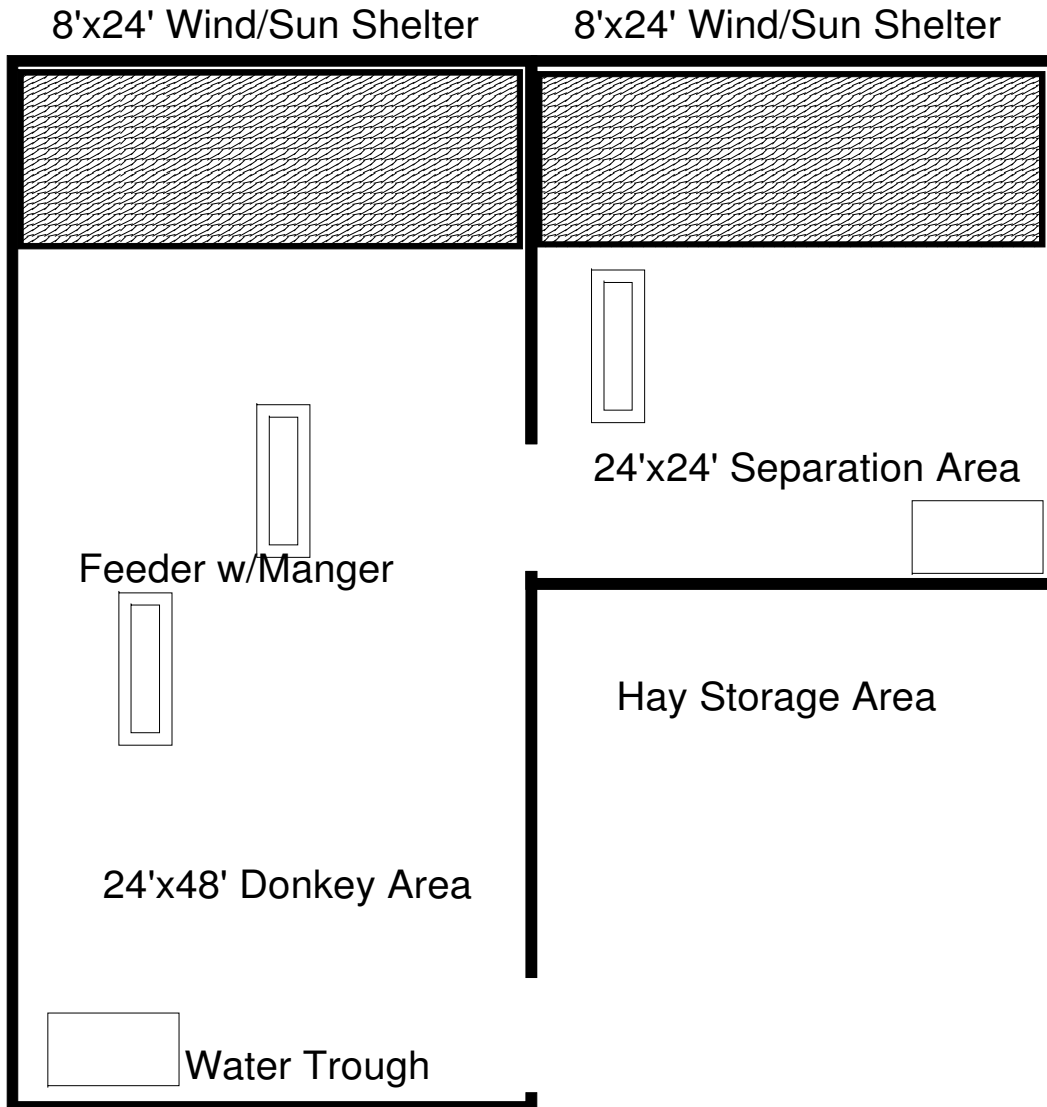 8'x24' Wind/Sun Shelter
8'x24' Wind/Sun Shelter
24'x24' Separation Area
Feeder w/Manger
Hay Storage Area
24'x48' Donkey Area
Water Trough